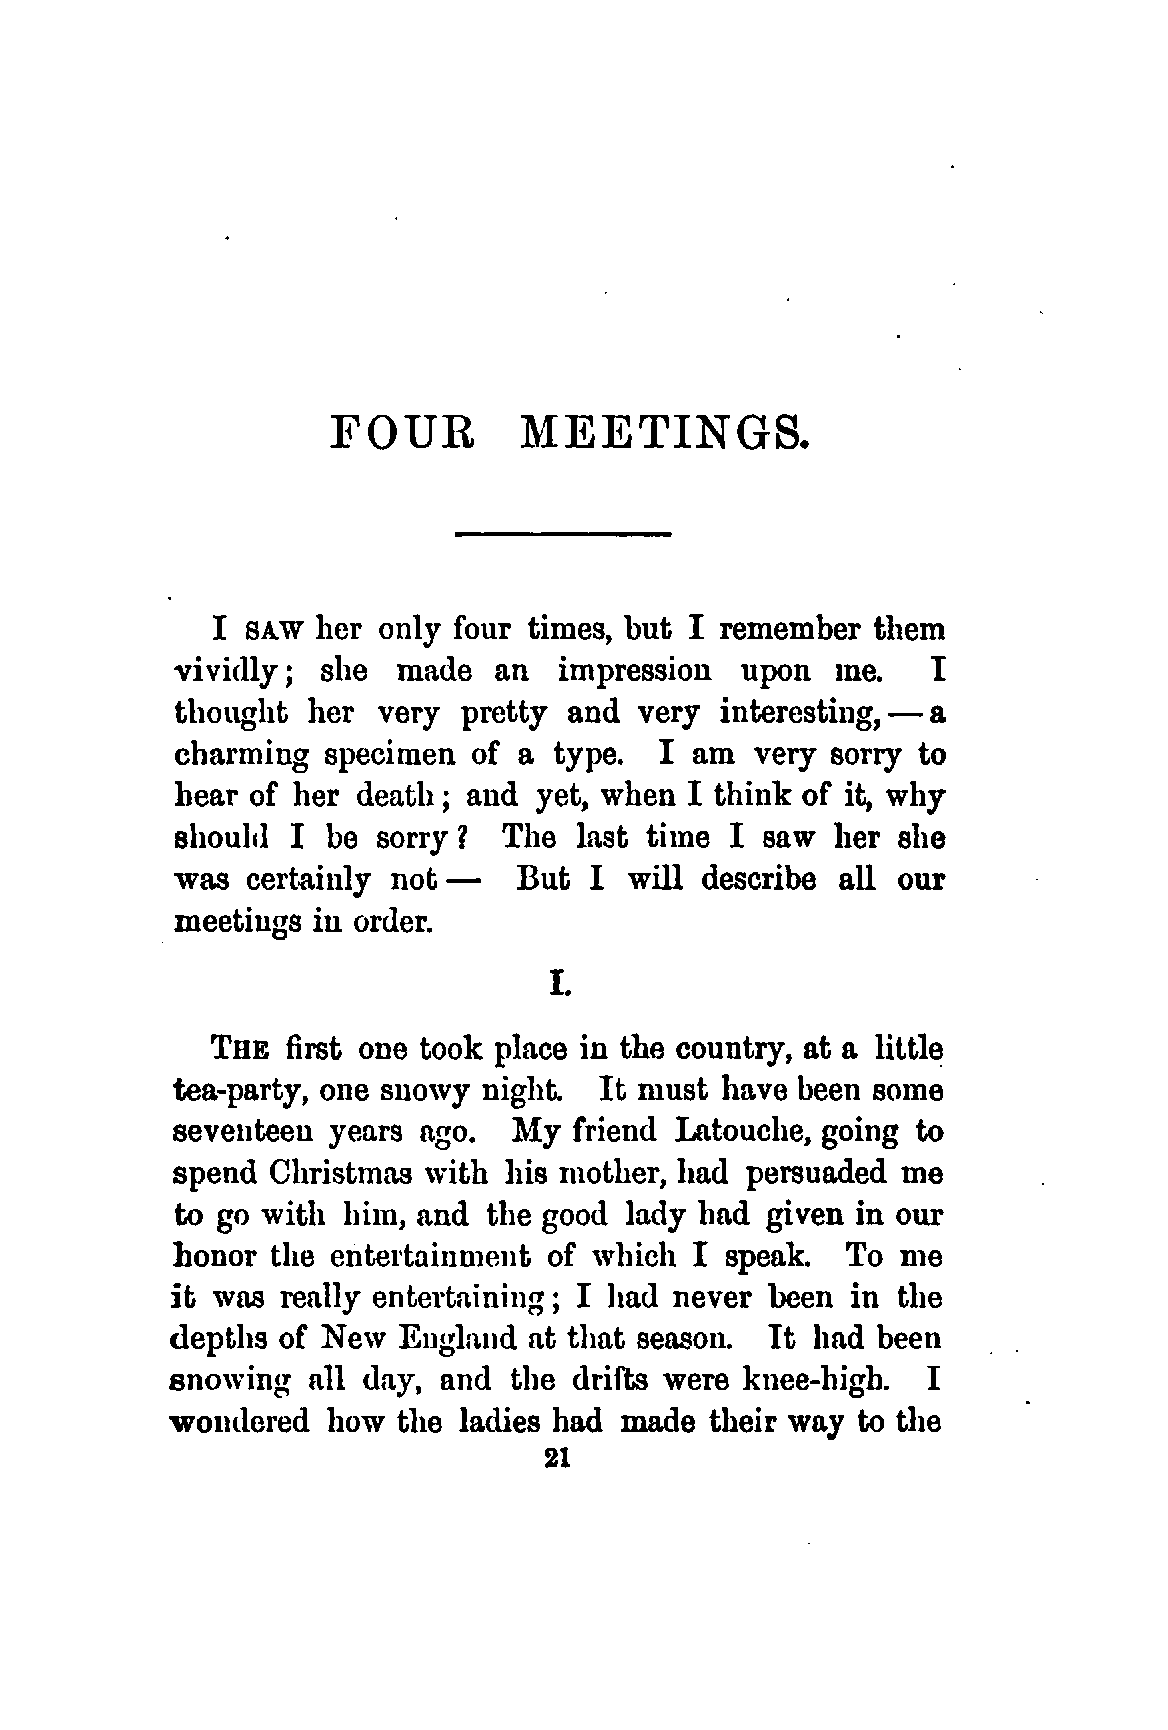 FOUR MEETINGS.
I SAW her only four times, but I remember them
vividly; she made an impression upon me. I
thought her very pretty and very interesting,—a
charming specimen of a type. I am very sorry to
hear of her death; and yet, when I think of it, why
should I be sorry? The last time I saw her she
was certainly not— But I will describe all our
meetings in order.
I.
THE first one took place in the country, at a little
tea-party, one snowy night. It must have been some
seventeen years ago. My friend Latouche, going to
spend Christmas with his mother, had persuaded me
to go with him, and the good lady had given in our
honor the entertainment of which I speak. To me
it was really entertaining; I had never been in the
depths of New England at that season. It had been
snowing all day, and the drifts were knee-high. I
wondered how the ladies had made their way to the
21